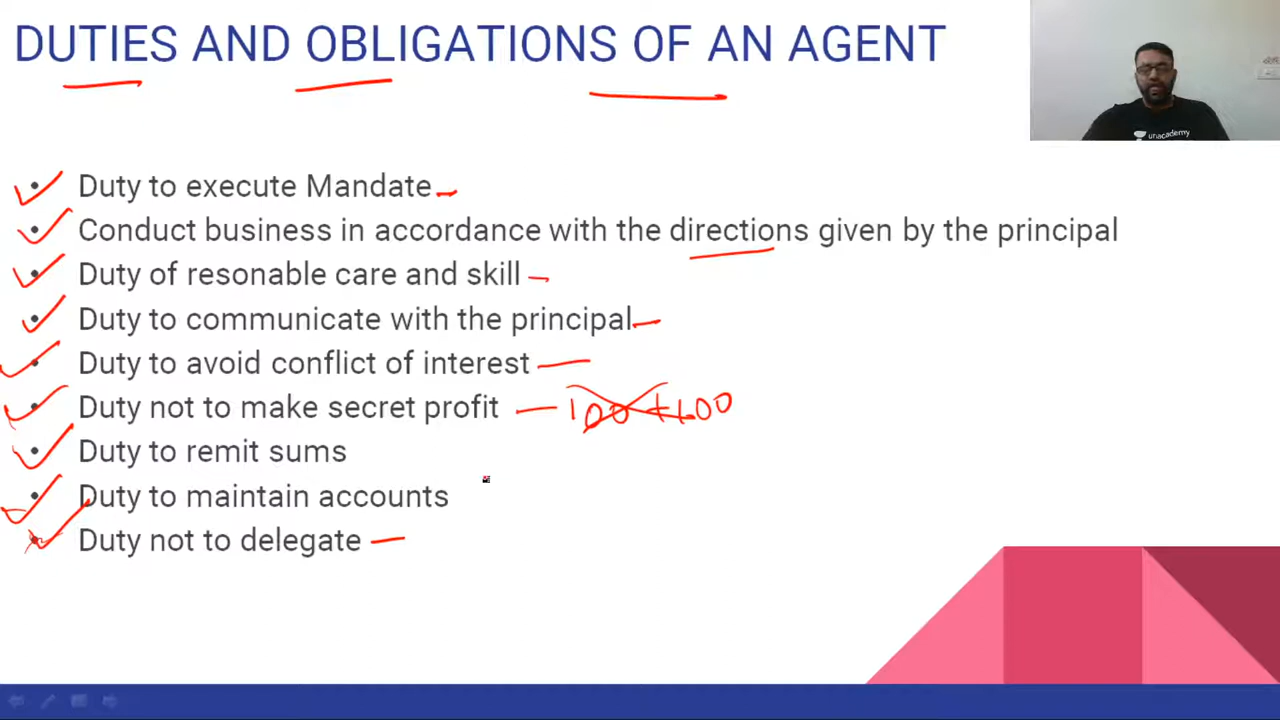 DUTIES AND OBLIGATIONS OF AN AGENT
unacademy
• Duty to execute Mandate
• Conduct business in accordance with the directions given by the principal
• Duty of resonable care and skill
• Duty to communicate with the principal
• Duty to avoid conflict of interest
• Duty not to make secret profit 100 + 100
• Duty to remit sums
• Duty to maintain accounts
• Duty not to delegate